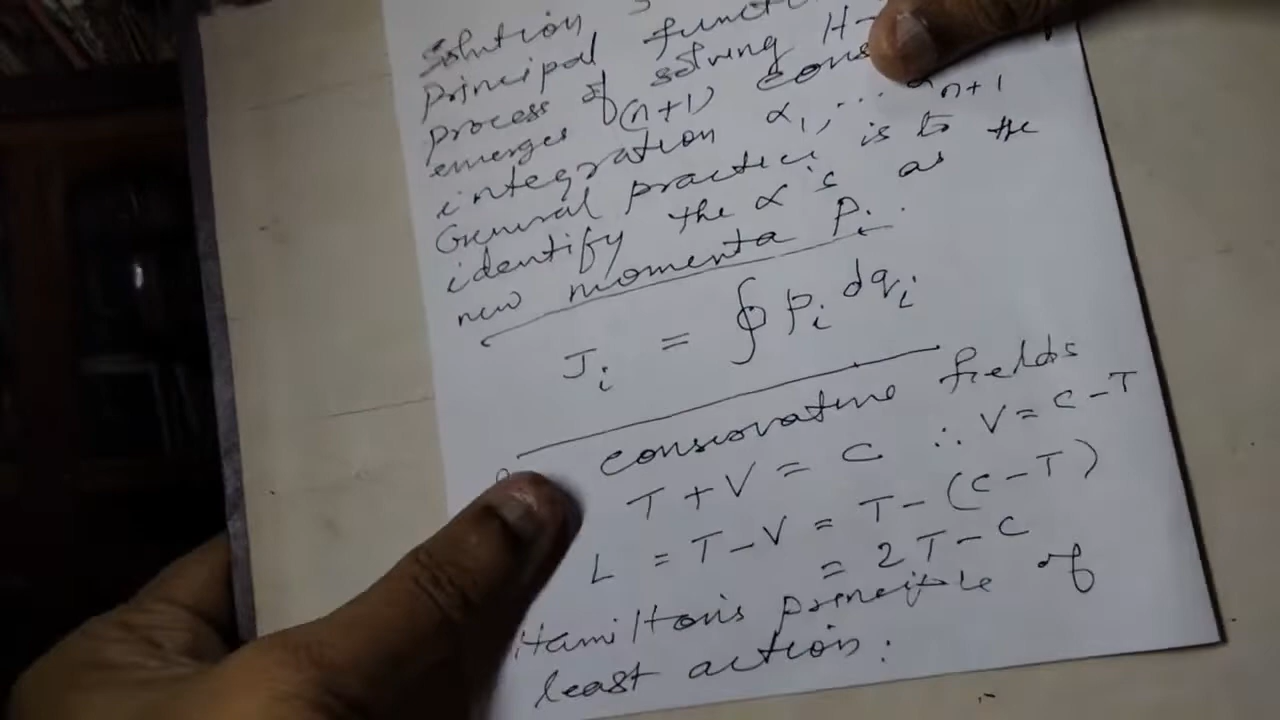 Solution
principal functi
process of solving H-
emerges (n+1) cons
integration α1, ... αn+1
General practice is to
identify the α's as the
new momenta Pi.
Ji = ∮ pi dqi
conservative fields
T + V = C ∴ V = C - T
L = T - V = T - (C - T)
= 2T - C
Hamilton's principle of
least action: